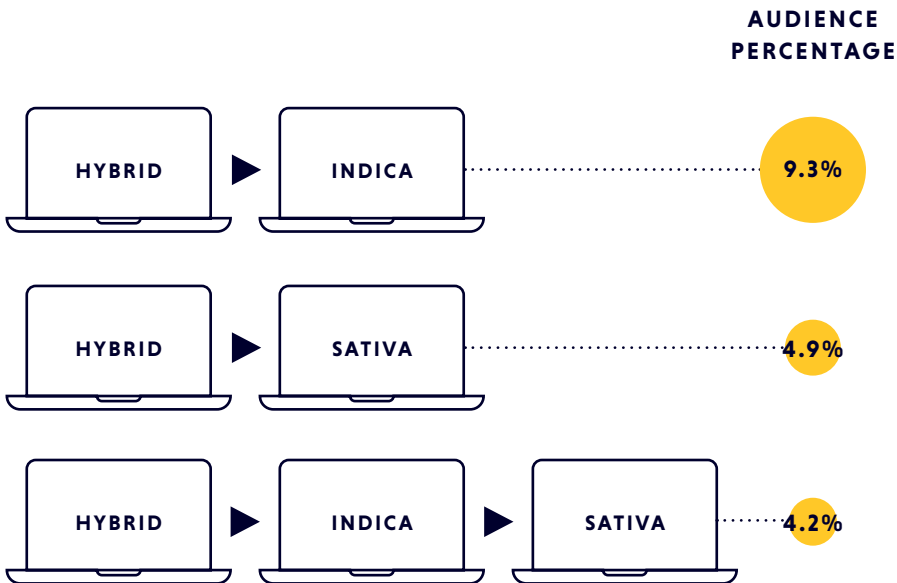 AUDIENCE
PERCENTAGE
HYBRID INDICA 9.3%
HYBRID SATIVA 4.9%
HYBRID INDICA SATIVA 4.2%